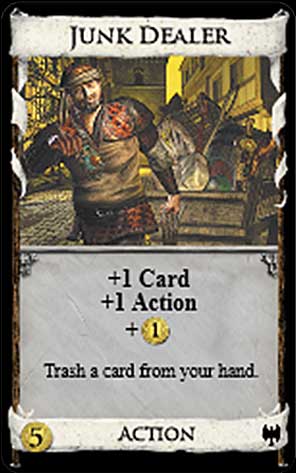 JUNK DEALER
+1 Card
+1 Action
+ 1
Trash a card from your hand.
5 ACTION